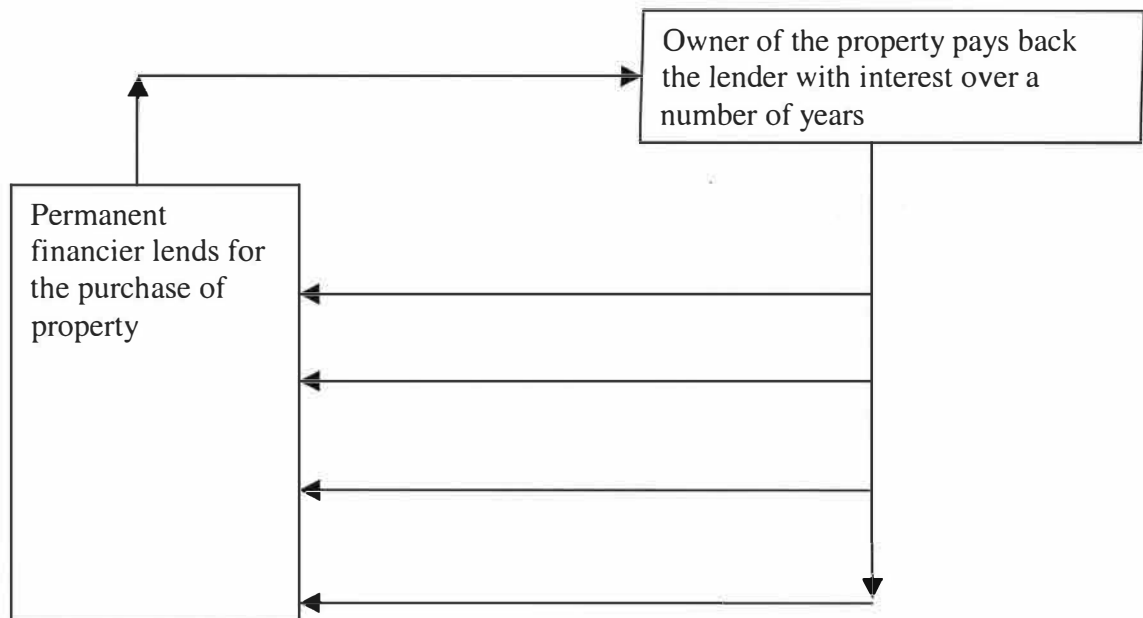 Owner of the property pays back
the lender with interest over a
number of years
Permanent
financier lends for
the purchase of
property